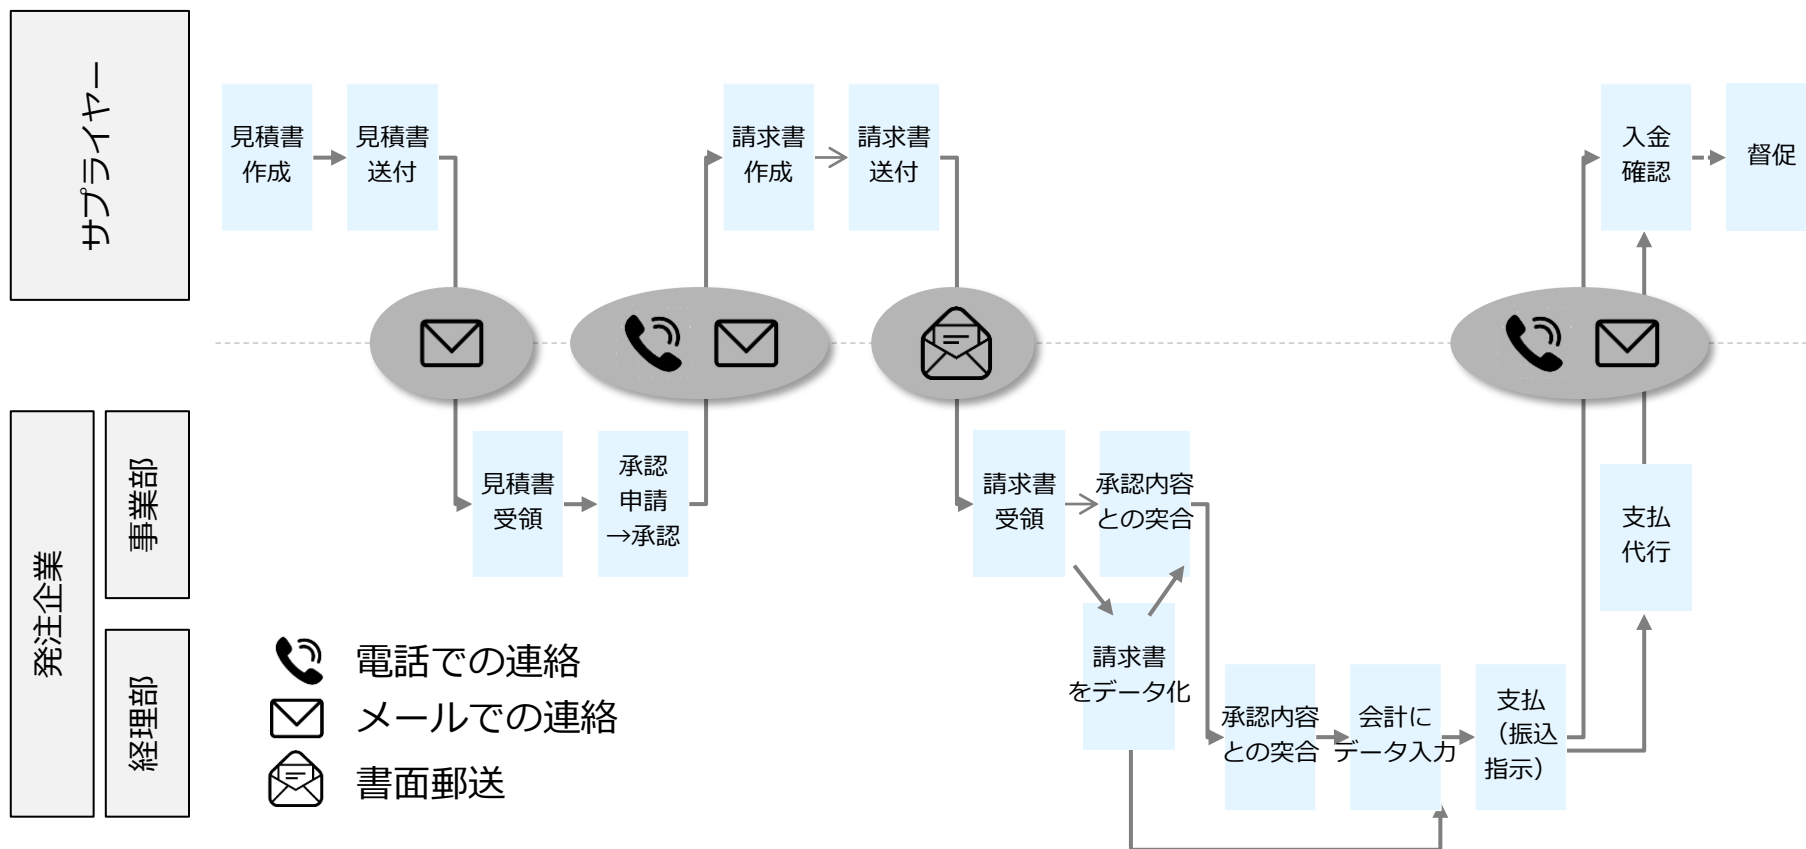 サプライヤー
見積書
作成
見積書
送付
請求書
作成
請求書
送付
入金
確認
督促
発注企業
事業部
経理部
見積書
受領
承認
申請
→承認
請求書
受領
承認内容
との突合
請求書
をデータ化
承認内容
との突合
会計に
データ入力
支払
（振込
指示）
支払
代行
電話での連絡
メールでの連絡
書面郵送